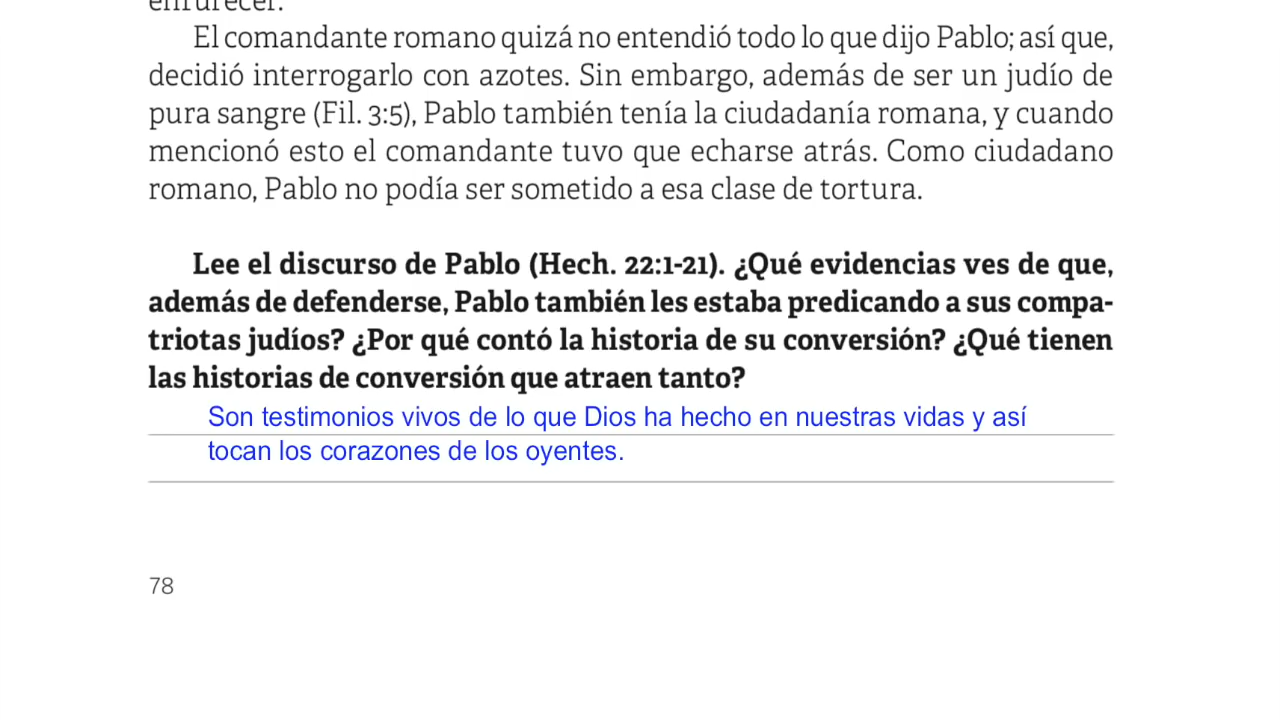 enfurecer.
El comandante romano quizá no entendió todo lo que dijo Pablo; así que,
decidió interrogarlo con azotes. Sin embargo, además de ser un judío de
pura sangre (Fil. 3:5), Pablo también tenía la ciudadanía romana, y cuando
mencionó esto el comandante tuvo que echarse atrás. Como ciudadano
romano, Pablo no podía ser sometido a esa clase de tortura.
Lee el discurso de Pablo (Hech. 22:1-21). ¿Qué evidencias ves de que,
además de defenderse, Pablo también les estaba predicando a sus compa-
triotas judíos? ¿Por qué contó la historia de su conversión? ¿Qué tienen
las historias de conversión que atraen tanto?
Son testimonios vivos de lo que Dios ha hecho en nuestras vidas y así
tocan los corazones de los oyentes.
78